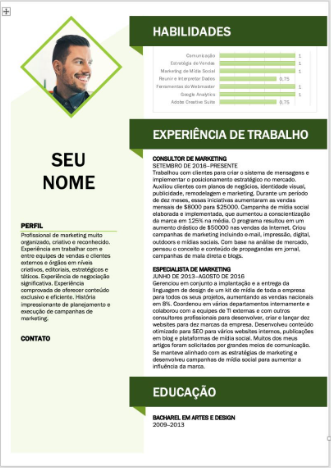 SEU
NOME
PERFIL
Profissional de marketing muito
organizado, criativo e reconhecido.
Experiência em trabalhar com e
entre equipes de vendas e clientes
externos e órgãos em níveis
criativos, editoriais, estratégicos e
táticos. Experiência de negociação
significativa. Experiência
comprovada de oferecer conteúdo
exclusivo e eficiente. História
impressionante de planejamento e
execução de campanhas de
marketing.
CONTATO
HABILIDADES
Comunicação 1
Estratégia de Vendas 1
Marketing de Mídia Social 1
Reunir e Interpretar Dados 0,75
Ferramentas de Webmaster 1
Google Analytics 1
Adobe Creative Suite 0,75
EXPERIÊNCIA DE TRABALHO
CONSULTOR DE MARKETING
SETEMBRO DE 2016–PRESENTE
Trabalhou com clientes para criar o sistema de mensagens e
implementar o posicionamento estratégico no mercado.
Auxiliou clientes com planos de negócios, identidade visual,
publicidade, remodelagem e marketing. Durante um período
de dez meses, essas iniciativas aumentaram as vendas
mensais de $8000 para $25000. Campanha de mídia social
elaborada e implementada, que aumentou a conscientização
da marca em 125% na média. O programa resultou em um
aumento drástico de $50000 nas vendas da Internet. Criou
campanhas de marketing incluindo e-mail, impressão, digital,
outdoors e mídias sociais. Com base na análise de mercado,
pensou o conceito e conteúdo de propagandas em jornal,
campanhas de mala direta e blogs.
ESPECIALISTA DE MARKETING
JUNHO DE 2013–AGOSTO DE 2016
Gerenciou em conjunto a implantação e a entrega da
linguagem de design de um kit de mídia de toda a empresa
para todos os seus projetos, aumentando as vendas nacionais
em 8%. Coordenou em vários departamentos internamente e
colaborou com a equipes de TI externas e com outros
consultores profissionais para desenvolver, criar e lançar dez
websites para dez marcas da empresa. Desenvolveu conteúdo
otimizado para SEO para vários websites internos, publicações
em blog e plataformas de mídia social. Muitos dos meus
artigos foram solicitados por grandes meios de comunicação.
Se manteve alinhado com as estratégias de marketing e
desenvolveu campanhas de mídia social para aumentar a
influência da marca.
EDUCAÇÃO
BACHAREL EM ARTES E DESIGN
2009–2013